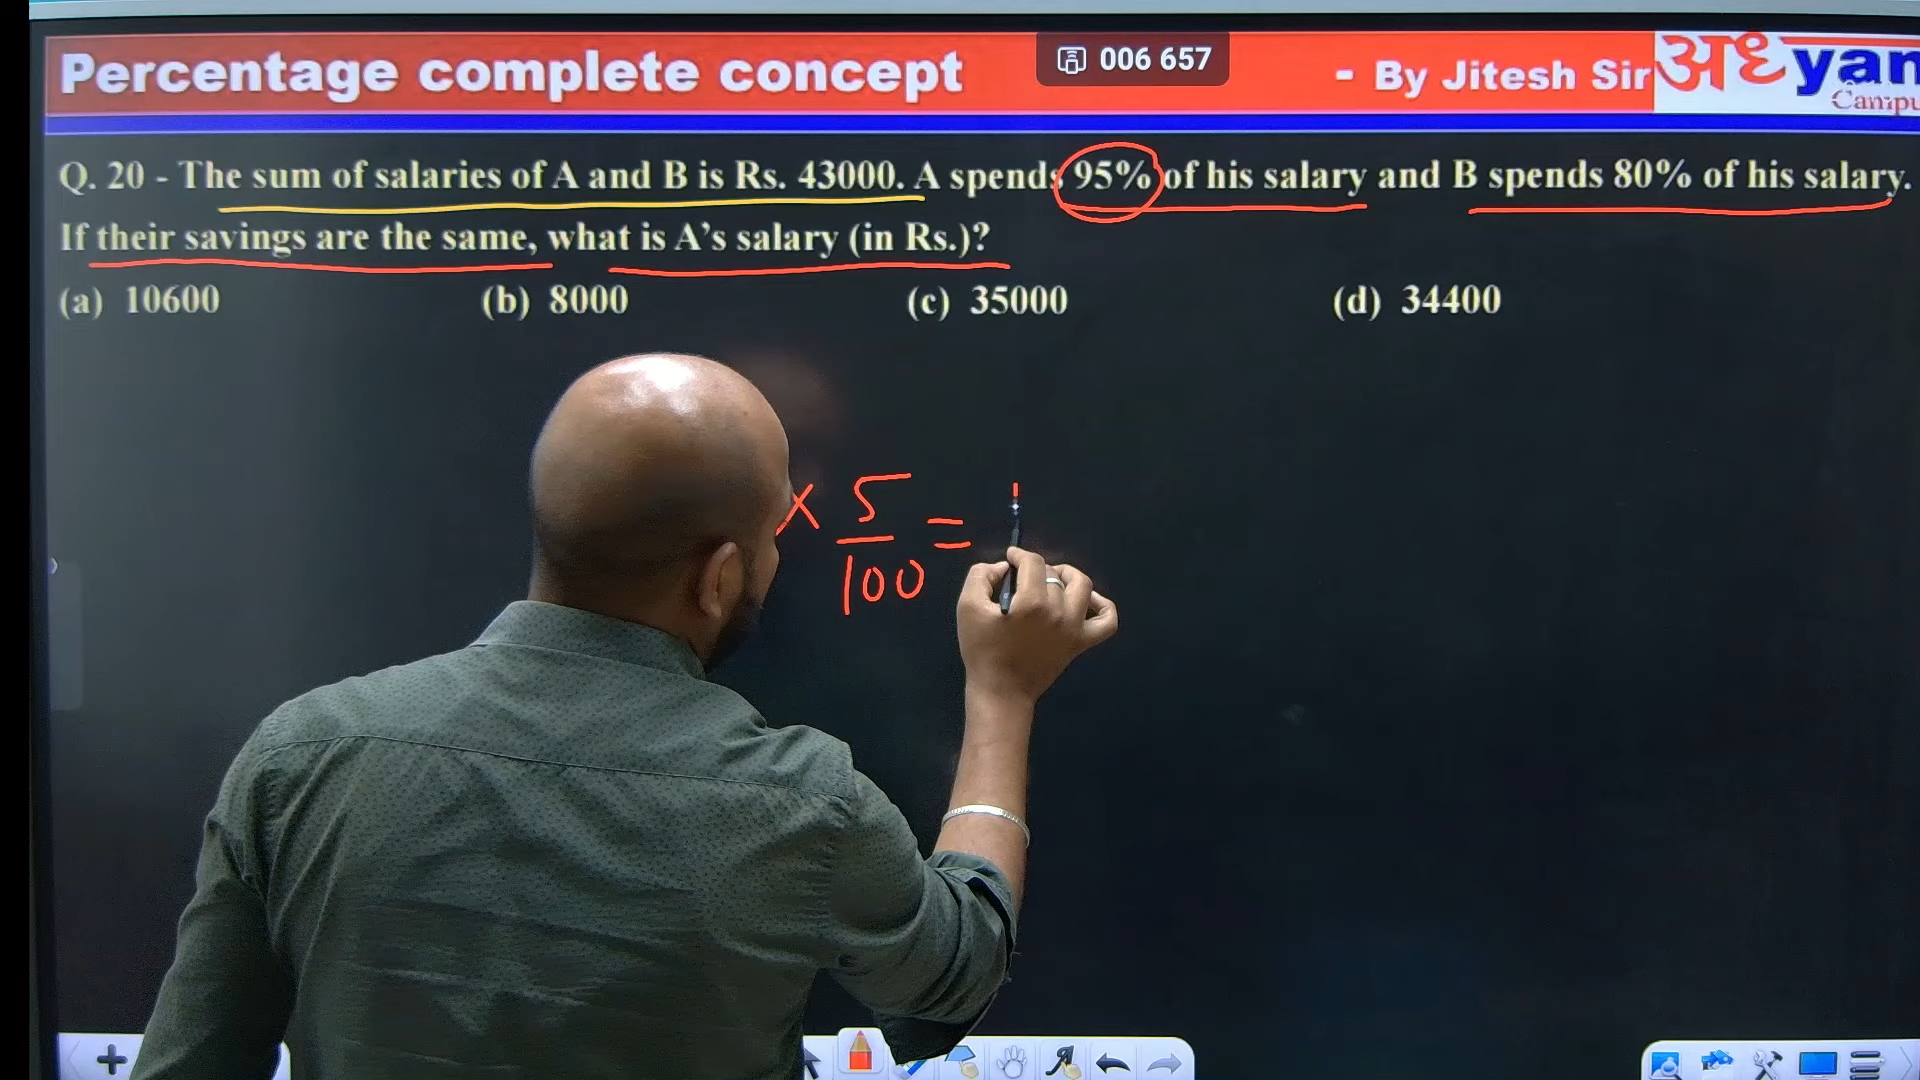 Percentage complete concept
006 657
- By Jitesh Sir
अध्yan
Campu
Q. 20 - The sum of salaries of A and B is Rs. 43000. A spends 95% of his salary and B spends 80% of his salary.
If their savings are the same, what is A's salary (in Rs.)?
(a) 10600 (b) 8000 (c) 35000 (d) 34400
× 5/100 =